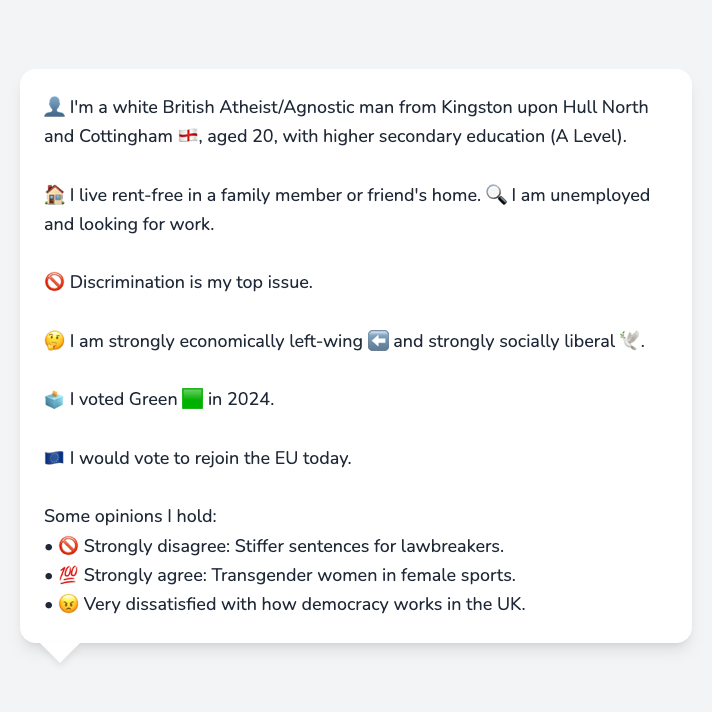 👤 I'm a white British Atheist/Agnostic man from Kingston upon Hull North
and Cottingham 🏴󠁧󠁢󠁥󠁮󠁧󠁿, aged 20, with higher secondary education (A Level).
🏠 I live rent-free in a family member or friend's home. 🔍 I am unemployed
and looking for work.
🚫 Discrimination is my top issue.
🤔 I am strongly economically left-wing ⬅️ and strongly socially liberal 🕊️.
🗳️ I voted Green 🟩 in 2024.
🇪🇺 I would vote to rejoin the EU today.
Some opinions I hold:
• 🚫 Strongly disagree: Stiffer sentences for lawbreakers.
• 💯 Strongly agree: Transgender women in female sports.
• 😠 Very dissatisfied with how democracy works in the UK.